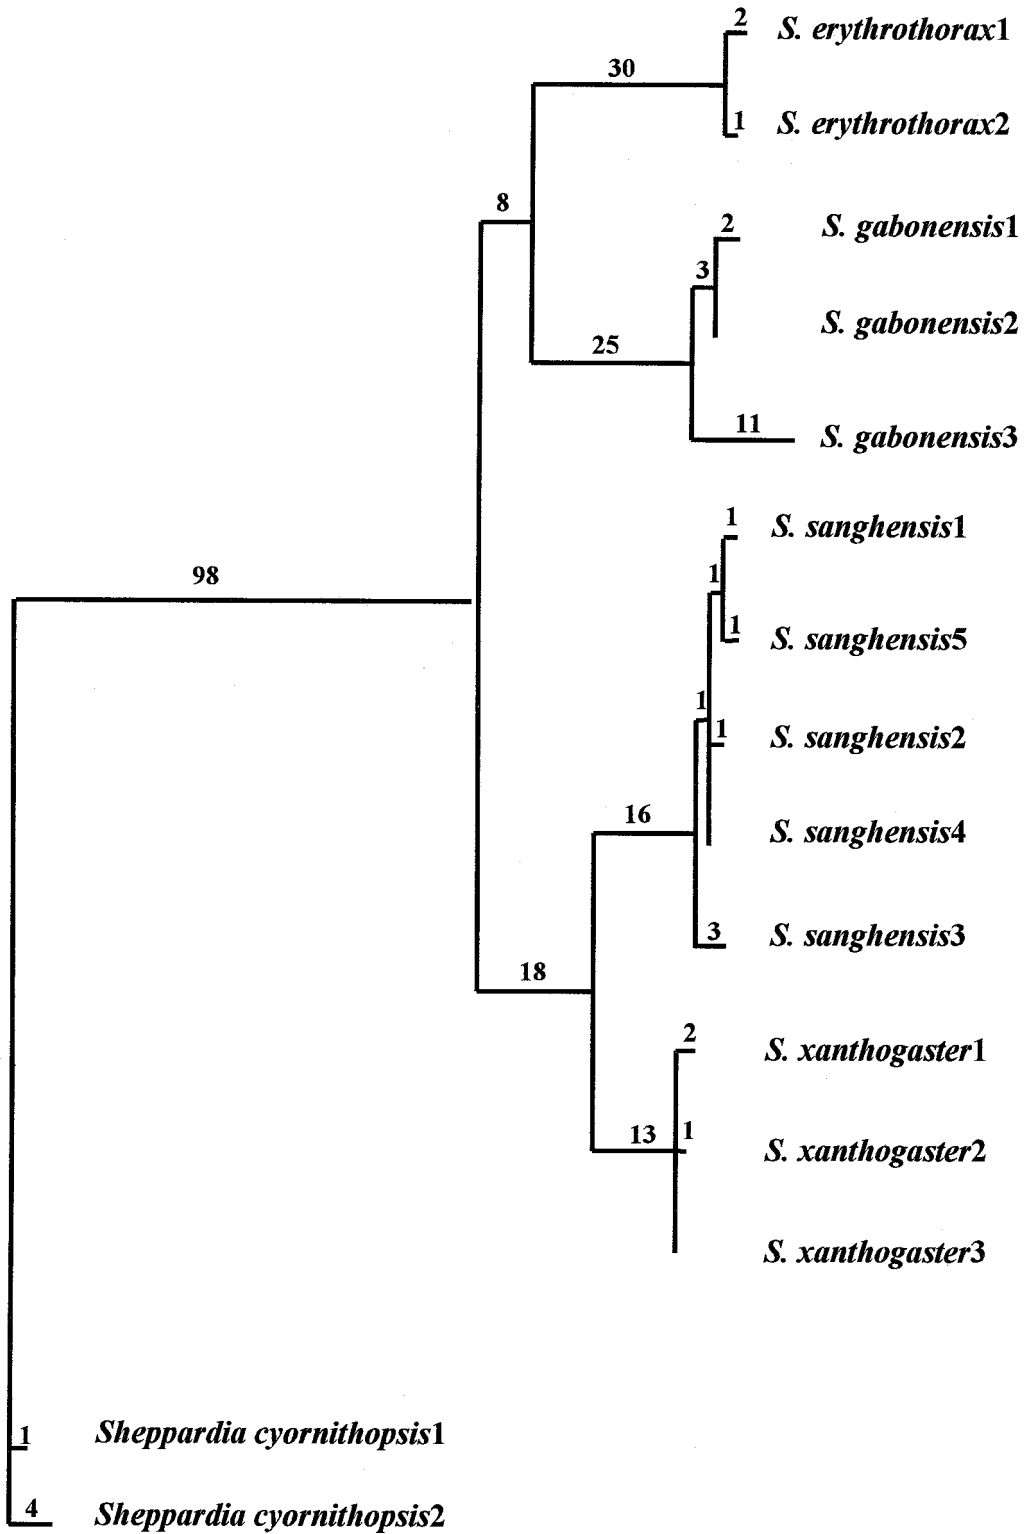 2
S. erythrothorax1
30
1
S. erythrothorax2
8
2
S. gabonensis1
3
S. gabonensis2
25
11
S. gabonensis3
1
S. sanghensis1
98
1
1
S. sanghensis5
1
1
S. sanghensis2
16
S. sanghensis4
3
S. sanghensis3
18
2
S. xanthogaster1
13
1
S. xanthogaster2
S. xanthogaster3
1
Sheppardia cyornithopsis1
4
Sheppardia cyornithopsis2